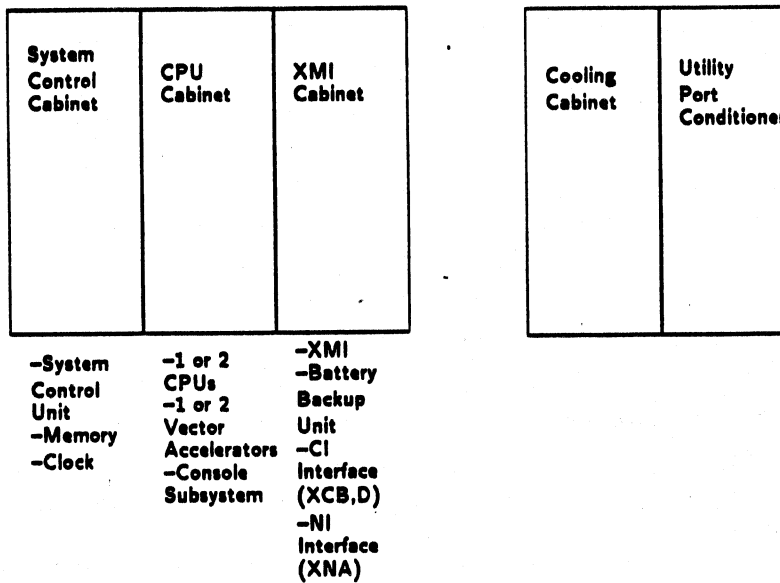 System
Control
Cabinet
CPU
Cabinet
XMI
Cabinet
Cooling
Cabinet
Utility
Port
Conditione
-System
Control
Unit
-Memory
-Clock
-1 or 2
CPUs
-1 or 2
Vector
Accelerators
-Console
Subsystem
-XMI
-Battery
Backup
Unit
-CI
Interface
(XCB,D)
-NI
Interface
(XNA)